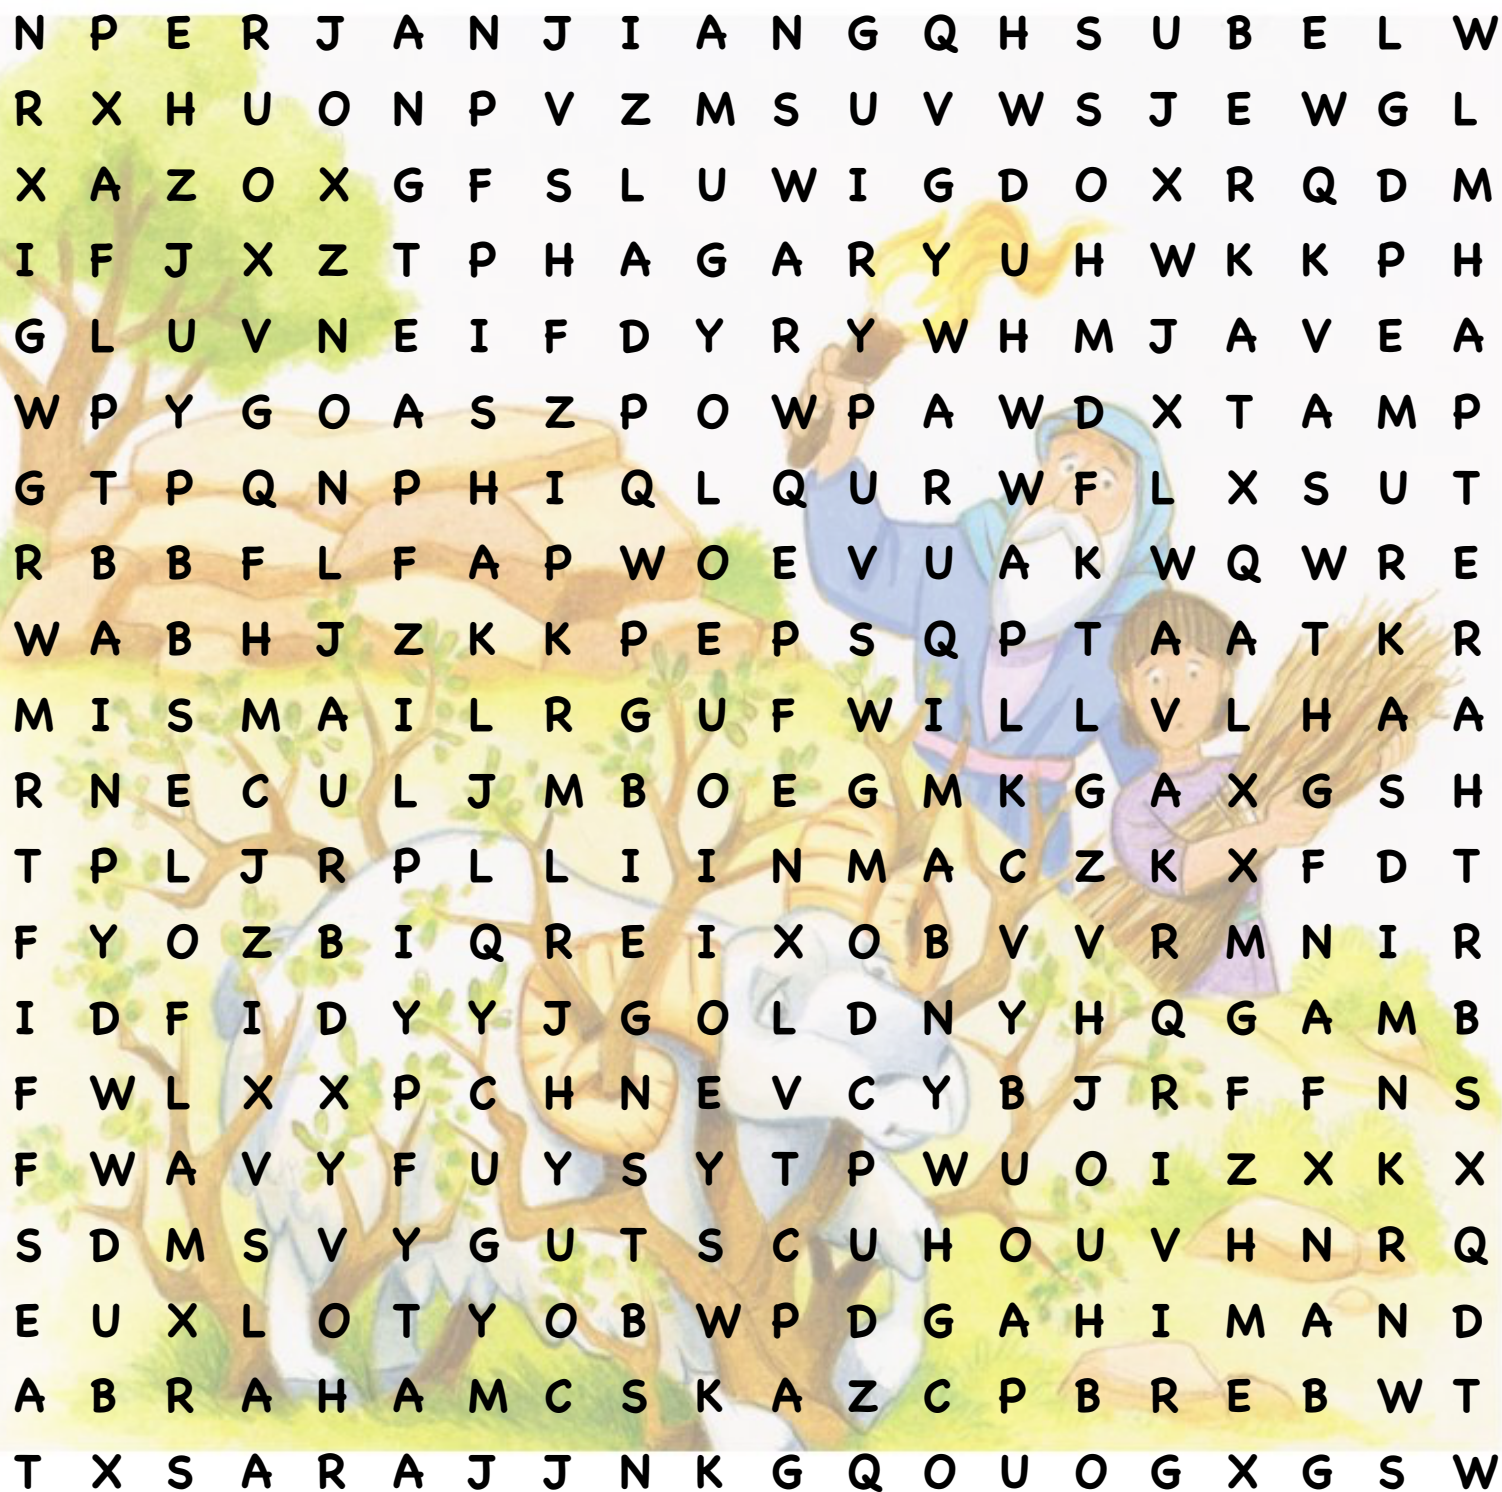 N P E R J A N J I A N G Q H S U B E L W
R X H U O N P V Z M S U V W S J E W G L
X A Z O X G F S L U W I G D O X R Q D M
I F J X Z T P H A G A R Y U H W K K P H
G L U V N E I F D Y R Y W H M J A V E A
W P Y G O A S Z P O W P A W D X T A M P
G T P Q N P H I Q L Q U R W F L X S U T
R B B F L F A P W O E V U A K W Q W R E
W A B H J Z K K P E P S Q P T A A T K R
M I S M A I L R G U F W I L L V L H A A
R N E C U L J M B O E G M K G A X G S H
T P L J R P L L I I N M A C Z K X F D T
F Y O Z B I Q R E I X O B V V R M N I R
I D F I D Y Y J G O L D N Y H Q G A M B
F W L X X P C H N E V C Y B J R F F N S
F W A V Y F U Y S Y T P W U O I Z X K X
S D M S V Y G U T S C U H O U V H N R Q
E U X L O T Y O B W P D G A H I M A N D
A B R A H A M C S K A Z C P B R E B W T
T X S A R A J J N K G Q O U O G X G S W